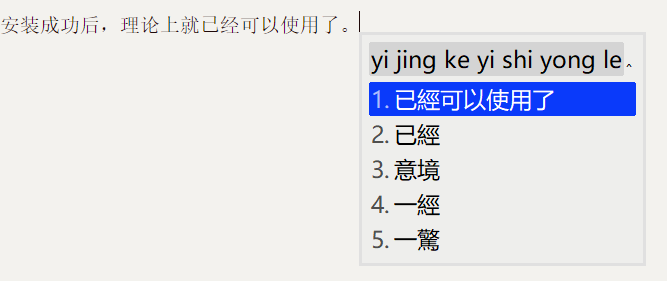 安装成功后，理论上就已经可以使用了。
yi jing ke yi shi yong le‸
1. 已經可以使用了
2. 已經
3. 意境
4. 一經
5. 一驚